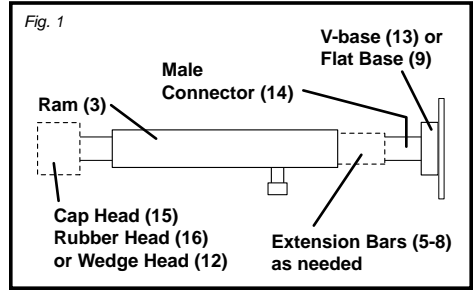 Fig. 1
V-base (13) or
Flat Base (9)
Male
Connector (14)
Ram (3)
Cap Head (15)
Rubber Head (16)
or Wedge Head (12)
Extension Bars (5-8)
as needed